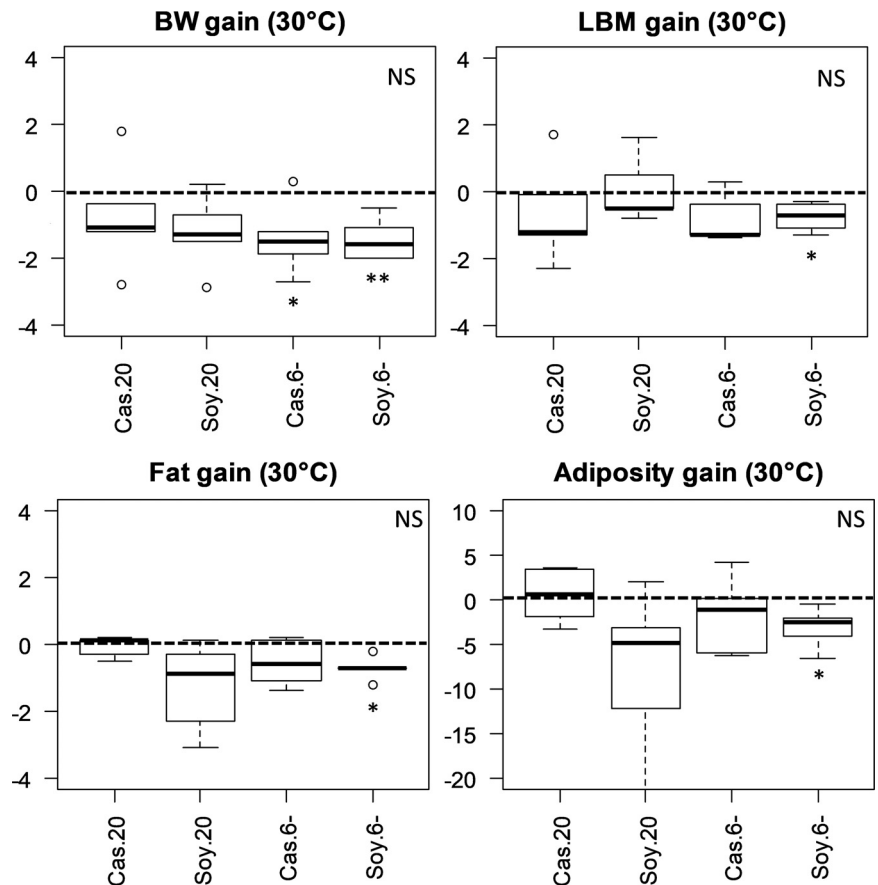 BW gain (30°C)
NS
4
2
0
-2
-4
*
**
Cas.20
Soy.20
Cas.6-
Soy.6-
LBM gain (30°C)
NS
4
2
0
-2
-4
*
Cas.20
Soy.20
Cas.6-
Soy.6-
Fat gain (30°C)
NS
4
2
0
-2
-4
*
Cas.20
Soy.20
Cas.6-
Soy.6-
Adiposity gain (30°C)
NS
10
5
0
-5
-10
-15
-20
*
Cas.20
Soy.20
Cas.6-
Soy.6-